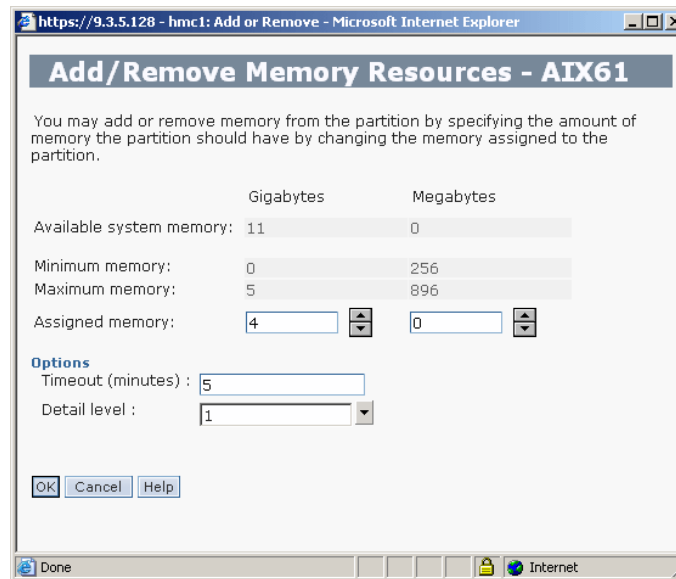 https://9.3.5.128 - hmc1: Add or Remove - Microsoft Internet Explorer
Add/Remove Memory Resources - AIX61
You may add or remove memory from the partition by specifying the amount of
memory the partition should have by changing the memory assigned to the
partition.
Gigabytes Megabytes
Available system memory: 11 0
Minimum memory: 0 256
Maximum memory: 5 896
Assigned memory: 4 0
Options
Timeout (minutes) : 5
Detail level : 1
OK Cancel Help
Done Internet